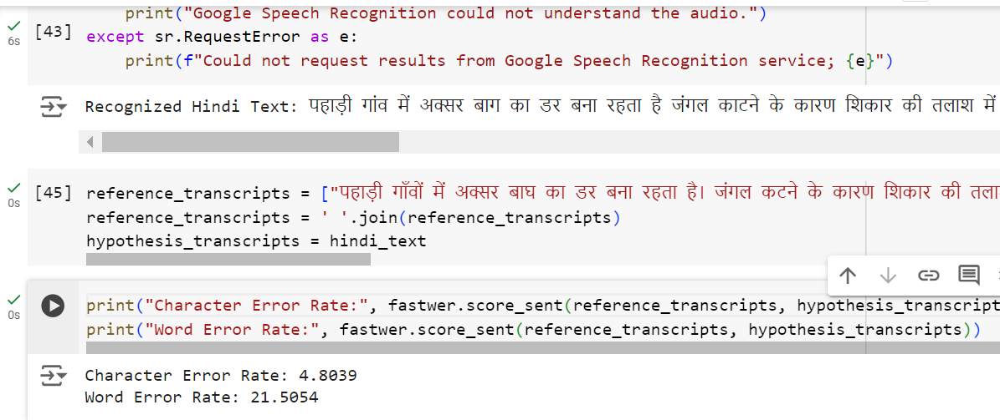 print("Google Speech Recognition could not understand the audio.")
6s [43] except sr.RequestError as e:
print(f"Could not request results from Google Speech Recognition service; {e}")
Recognized Hindi Text: पहाड़ी गांव में अक्सर बाग का डर बना रहता है जंगल काटने के कारण शिकार की तलाश में
0s [45] reference_transcripts = ["पहाड़ी गाँवों में अक्सर बाघ का डर बना रहता है। जंगल कटने के कारण शिकार की तला
reference_transcripts = ' '.join(reference_transcripts)
hypothesis_transcripts = hindi_text
0s print("Character Error Rate:", fastwer.score_sent(reference_transcripts, hypothesis_transcript
print("Word Error Rate:", fastwer.score_sent(reference_transcripts, hypothesis_transcripts))
Character Error Rate: 4.8039
Word Error Rate: 21.5054